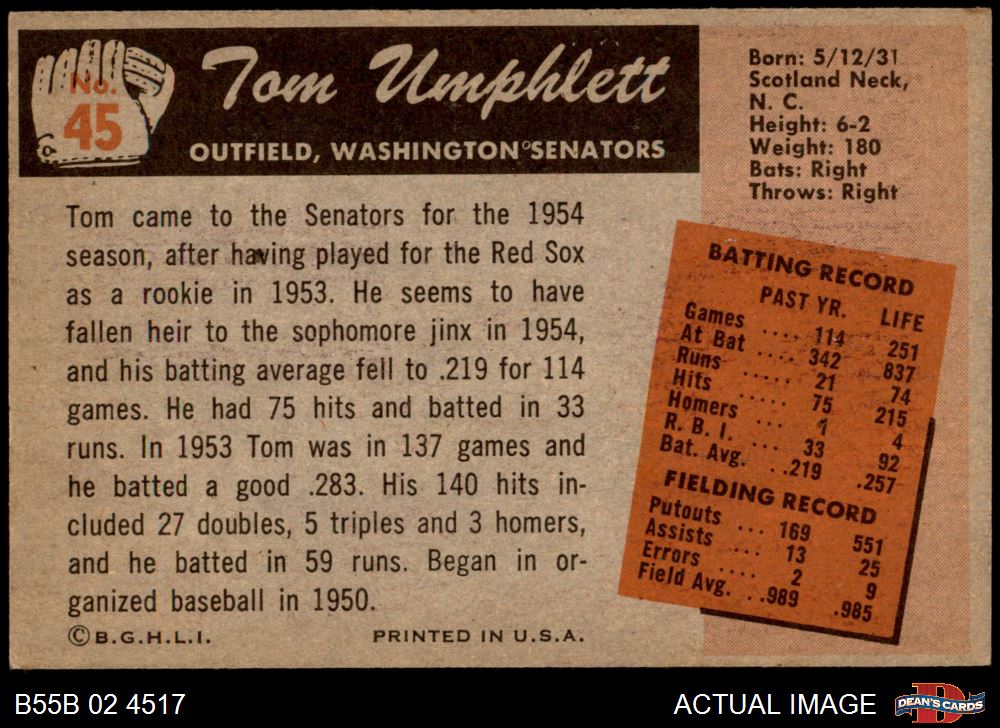 No.
45
Tom Umphlett
OUTFIELD, WASHINGTON SENATORS
Born: 5/12/31
Scotland Neck,
N. C.
Height: 6-2
Weight: 180
Bats: Right
Throws: Right
Tom came to the Senators for the 1954
season, after having played for the Red Sox
as a rookie in 1953. He seems to have
fallen heir to the sophomore jinx in 1954,
and his batting average fell to .219 for 114
games. He had 75 hits and batted in 33
runs. In 1953 Tom was in 137 games and
he batted a good .283. His 140 hits in-
cluded 27 doubles, 5 triples and 3 homers,
and he batted in 59 runs. Began in or-
ganized baseball in 1950.
©B.G.H.L.I. PRINTED IN U.S.A.
BATTING RECORD
PAST YR. LIFE
Games .... 114 251
At Bat .... 342 837
Runs ..... 21 74
Hits ..... 75 215
Homers ... 1 4
R. B. I. ... 33 92
Bat. Avg. ..219 .257
FIELDING RECORD
Putouts ... 169 551
Assists ... 13 25
Errors .... 2 9
Field Avg. ..989 .985
B55B 02 4517 ACTUAL IMAGE DEAN'S CARDS